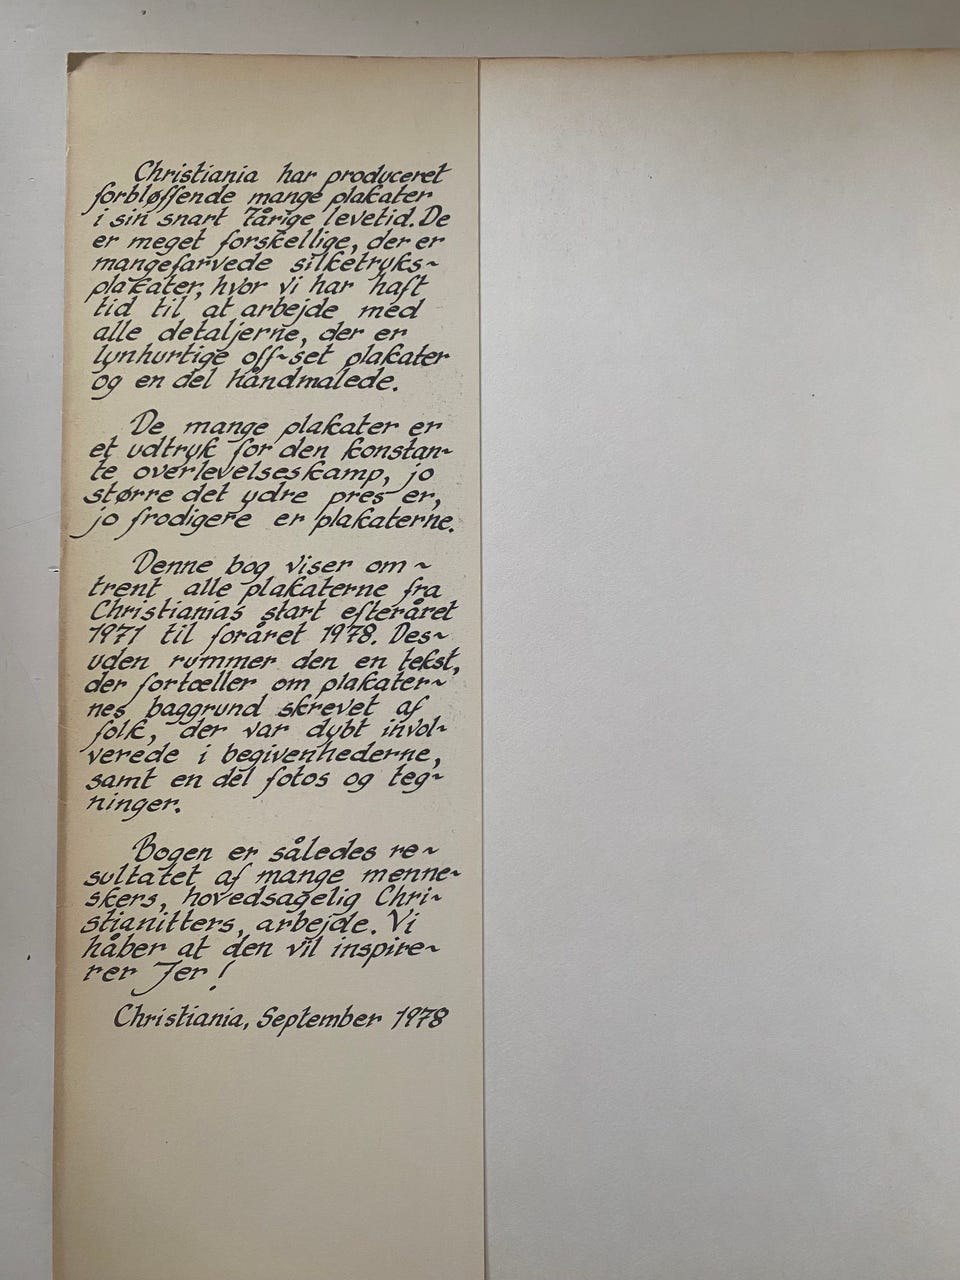 Christiania har produceret
forbløffende mange plakater
i sin snart 7årige levetid. De
er meget forskellige, der er
mangefarvede silketryks~
plakater, hvor vi har haft
tid til at arbejde med
alle detaljerne, der er
lynhurtige off~set plakater
og en del håndmalede.
De mange plakater er
et udtryk for den konstan~
te overlevelseskamp, jo
større det ydre pres er,
jo frodigere er plakaterne.
Denne bog viser om~
trent alle plakaterne fra
Christiania's start efteråret
1971 til foråret 1978. Des~
uden rummer den en tekst,
der fortæller om plakater~
nes baggrund skrevet af
folk, der var dybt invol~
verede i begivenhederne,
samt en del fotos og teg~
ninger.
Bogen er således re~
sultatet af mange menne~
skers, hovedsagelig Chri~
stianitters, arbejde. Vi
håber at den vil inspire~
rer Jer!
Christiania, September 1978